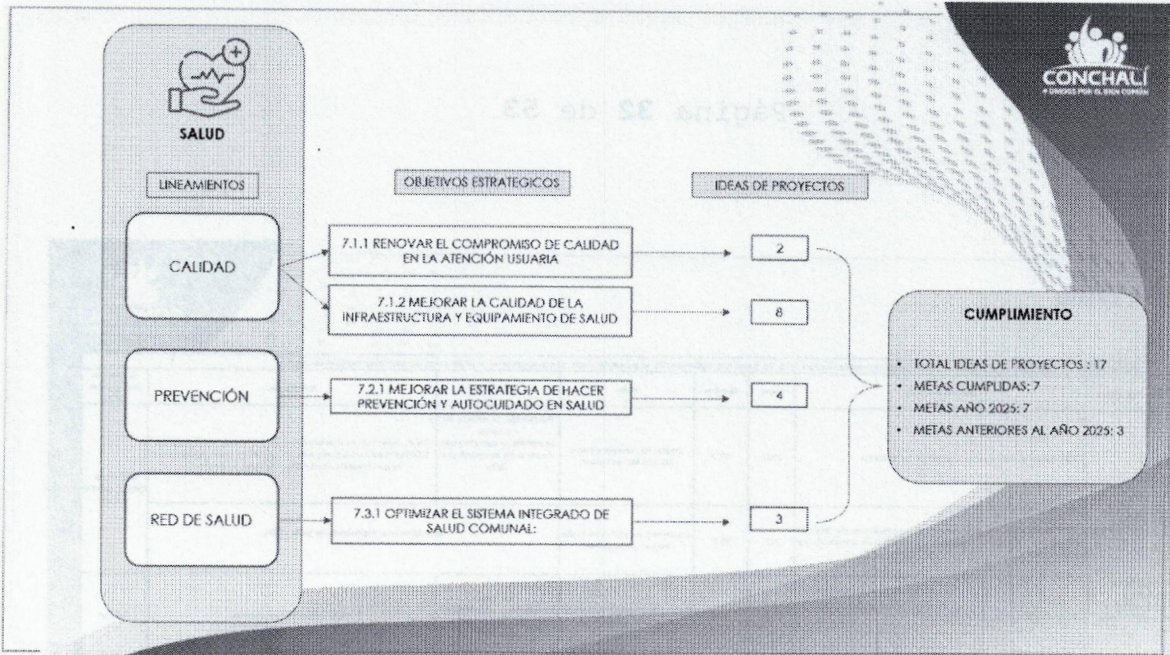 CONCHALÍ
SALUD
LINEAMIENTOS
OBJETIVOS ESTRATEGICOS
IDEAS DE PROYECTOS
CALIDAD
7.1.1 RENOVAR EL COMPROMISO DE CALIDAD
EN LA ATENCIÓN USUARIA
2
7.1.2 MEJORAR LA CALIDAD DE LA
INFRAESTRUCTURA Y EQUIPAMIENTO DE SALUD
8
PREVENCIÓN
7.2.1 MEJORAR LA ESTRATEGIA DE HACER
PREVENCIÓN Y AUTOCUIDADO EN SALUD
4
RED DE SALUD
7.3.1 OPTIMIZAR EL SISTEMA INTEGRADO DE
SALUD COMUNAL:
3
CUMPLIMIENTO
• TOTAL IDEAS DE PROYECTOS : 17
• METAS CUMPLIDAS: 7
• METAS AÑO 2025: 7
• METAS ANTERIORES AL AÑO 2025: 3
Página 32 de 53